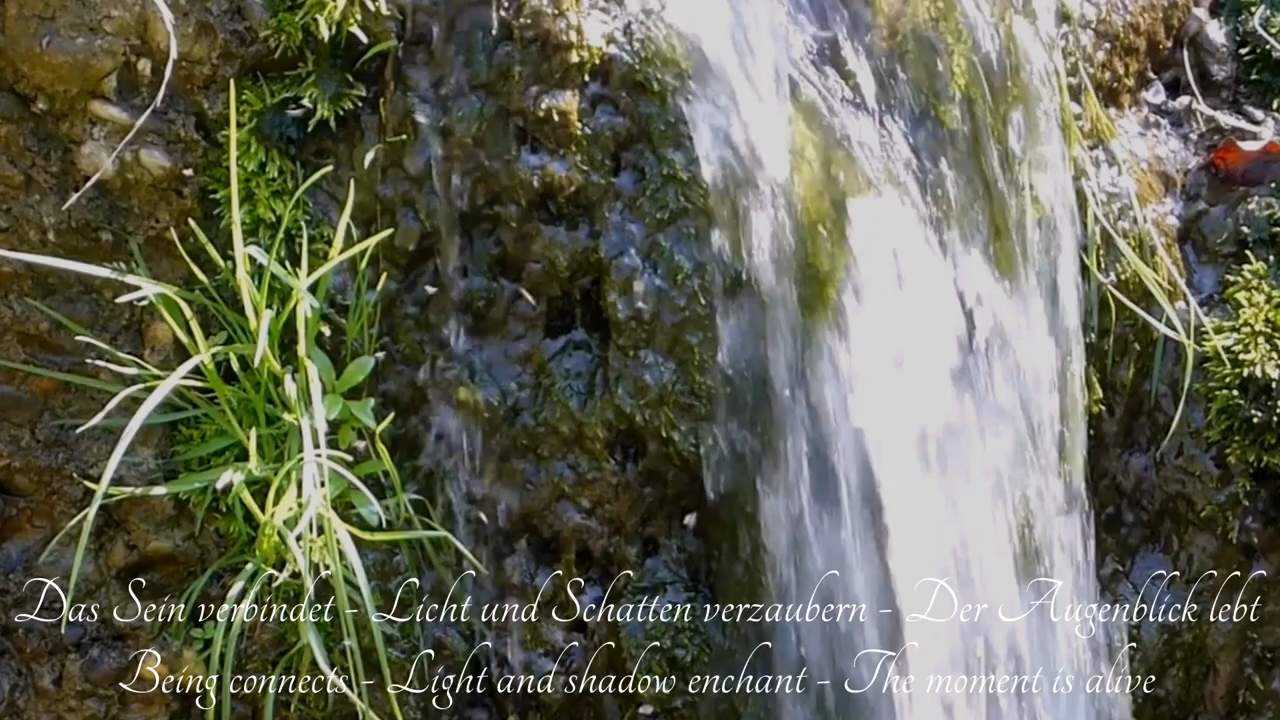 Das Sein verbindet - Licht und Schatten verzaubern - Der Augenblick lebt
Being connects - Light and shadow enchant - The moment is alive